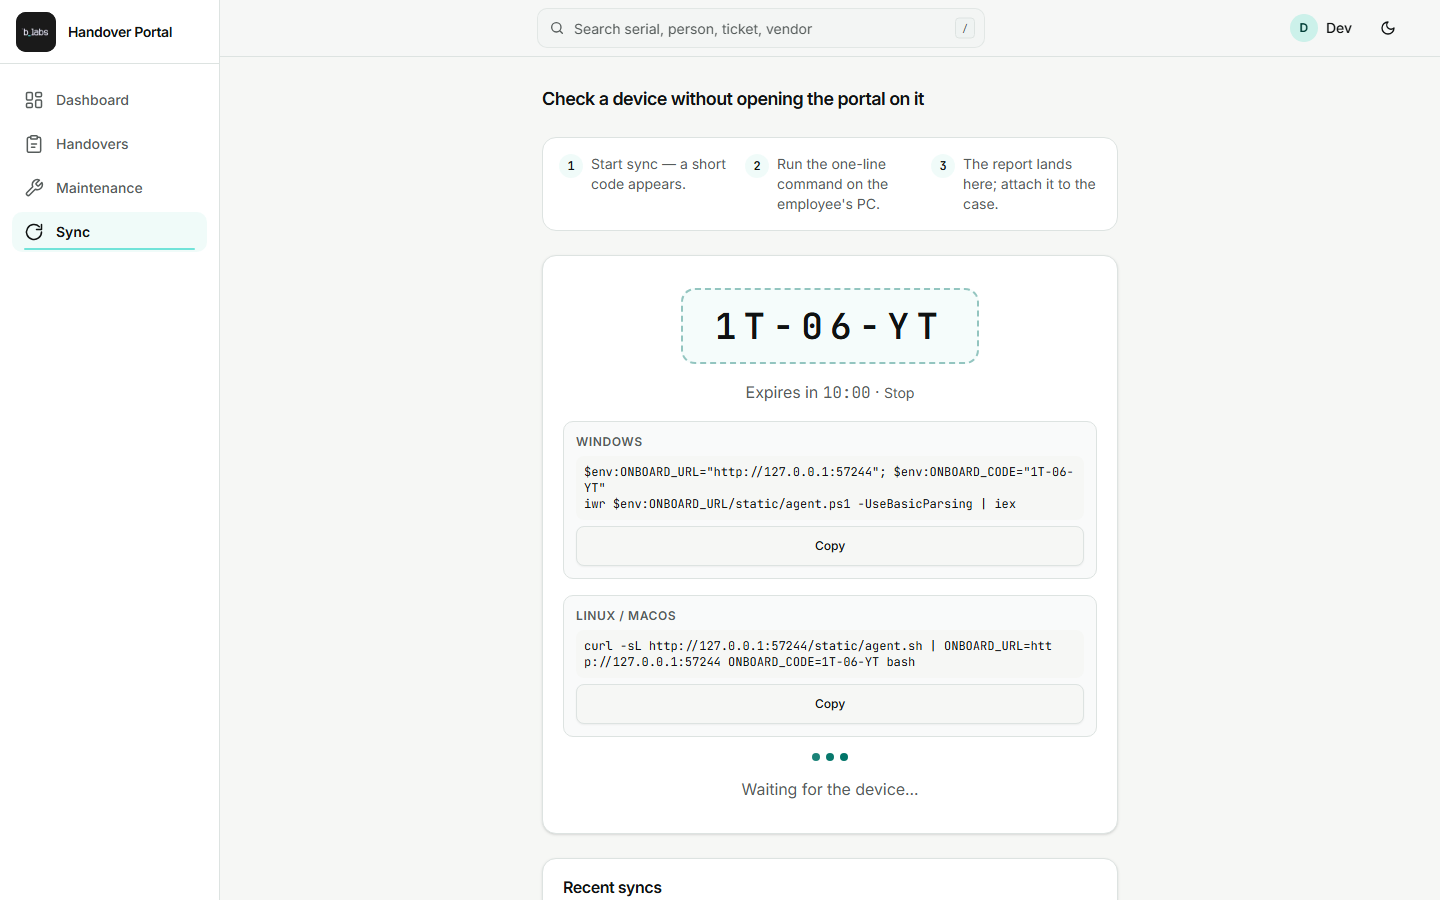 b_labs
Handover Portal
Search serial, person, ticket, vendor
/
D
Dev
Dashboard
Handovers
Maintenance
Sync
Check a device without opening the portal on it
1
Start sync — a short
code appears.
2
Run the one-line
command on the
employee's PC.
3
The report lands
here; attach it to the
case.
1T-06-YT
Expires in 10:00 · Stop
WINDOWS
$env:ONBOARD_URL="http://127.0.0.1:57244"; $env:ONBOARD_CODE="1T-06-
YT"
iwr $env:ONBOARD_URL/static/agent.ps1 -UseBasicParsing | iex
Copy
LINUX / MACOS
curl -sL http://127.0.0.1:57244/static/agent.sh | ONBOARD_URL=htt
p://127.0.0.1:57244 ONBOARD_CODE=1T-06-YT bash
Copy
Waiting for the device…
Recent syncs